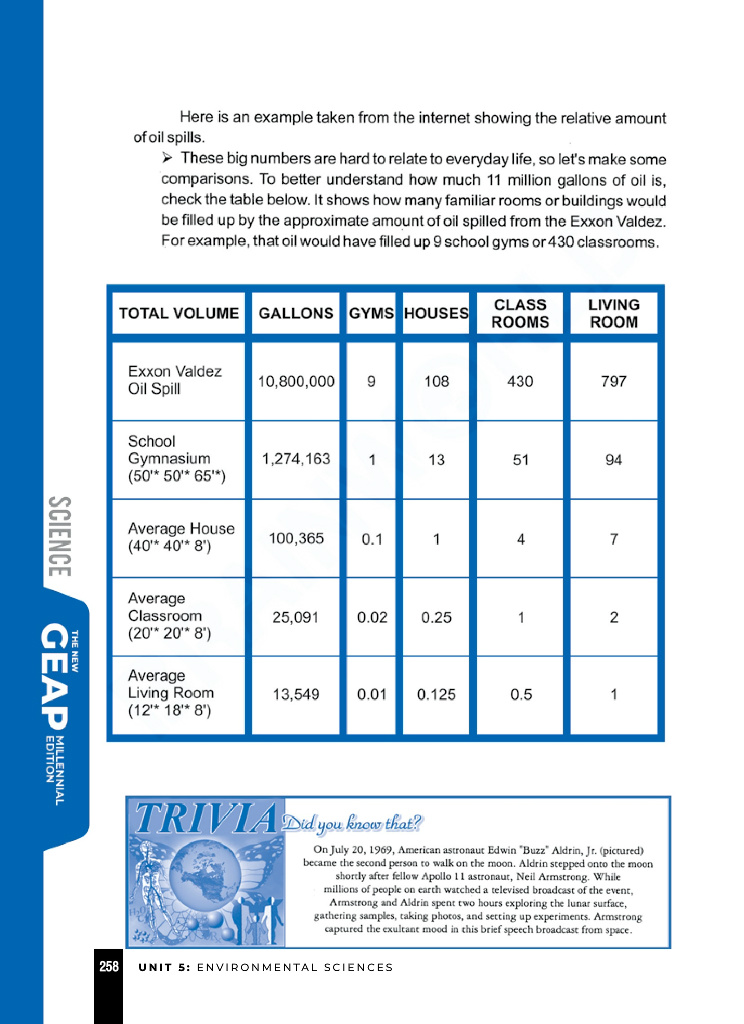 Here is an example taken from the internet showing the relative amount
of oil spills.
➢ These big numbers are hard to relate to everyday life, so let's make some
comparisons. To better understand how much 11 million gallons of oil is,
check the table below. It shows how many familiar rooms or buildings would
be filled up by the approximate amount of oil spilled from the Exxon Valdez.
For example, that oil would have filled up 9 school gyms or 430 classrooms.
TOTAL VOLUME GALLONS GYMS HOUSES CLASS ROOMS LIVING ROOM
Exxon Valdez
Oil Spill
10,800,000 9 108 430 797
School
Gymnasium
(50'* 50'* 65'*)
1,274,163 1 13 51 94
Average House
(40'* 40'* 8')
100,365 0.1 1 4 7
Average
Classroom
(20'* 20'* 8')
25,091 0.02 0.25 1 2
Average
Living Room
(12'* 18'* 8')
13,549 0.01 0.125 0.5 1
SCIENCE
THE NEW
GEAP
MILLENNIAL
EDITION
TRIVIA Did you know that?
On July 20, 1969, American astronaut Edwin "Buzz" Aldrin, Jr. (pictured)
became the second person to walk on the moon. Aldrin stepped onto the moon
shortly after fellow Apollo 11 astronaut, Neil Armstrong. While
millions of people on earth watched a televised broadcast of the event,
Armstrong and Aldrin spent two hours exploring the lunar surface,
gathering samples, taking photos, and setting up experiments. Armstrong
captured the exultant mood in this brief speech broadcast from space.
258 UNIT 5: ENVIRONMENTAL SCIENCES